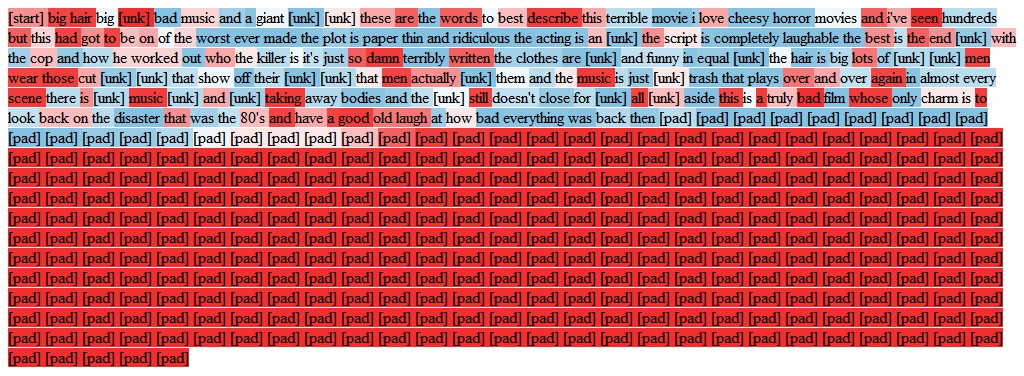 [start] big hair big [unk] bad music and a giant [unk] [unk] these are the words to best describe this terrible movie i love cheesy horror movies and i've seen hundreds
but this had got to be on of the worst ever made the plot is paper thin and ridiculous the acting is an [unk] the script is completely laughable the best is the end [unk] with
the cop and how he worked out who the killer is it's just so damn terribly written the clothes are [unk] and funny in equal [unk] the hair is big lots of [unk] [unk] men
wear those cut [unk] [unk] that show off their [unk] [unk] that men actually [unk] them and the music is just [unk] trash that plays over and over again in almost every
scene there is [unk] music [unk] and [unk] taking away bodies and the [unk] still doesn't close for [unk] all [unk] aside this is a truly bad film whose only charm is to
look back on the disaster that was the 80's and have a good old laugh at how bad everything was back then [pad] [pad] [pad] [pad] [pad] [pad] [pad] [pad] [pad]
[pad] [pad] [pad] [pad] [pad] [pad] [pad] [pad] [pad] [pad] [pad] [pad] [pad] [pad] [pad] [pad] [pad] [pad] [pad] [pad] [pad] [pad] [pad] [pad] [pad] [pad] [pad]
[pad] [pad] [pad] [pad] [pad] [pad] [pad] [pad] [pad] [pad] [pad] [pad] [pad] [pad] [pad] [pad] [pad] [pad] [pad] [pad] [pad] [pad] [pad] [pad] [pad] [pad] [pad]
[pad] [pad] [pad] [pad] [pad] [pad] [pad] [pad] [pad] [pad] [pad] [pad] [pad] [pad] [pad] [pad] [pad] [pad] [pad] [pad] [pad] [pad] [pad] [pad] [pad] [pad] [pad]
[pad] [pad] [pad] [pad] [pad] [pad] [pad] [pad] [pad] [pad] [pad] [pad] [pad] [pad] [pad] [pad] [pad] [pad] [pad] [pad] [pad] [pad] [pad] [pad] [pad] [pad] [pad]
[pad] [pad] [pad] [pad] [pad] [pad] [pad] [pad] [pad] [pad] [pad] [pad] [pad] [pad] [pad] [pad] [pad] [pad] [pad] [pad] [pad] [pad] [pad] [pad] [pad] [pad] [pad]
[pad] [pad] [pad] [pad] [pad] [pad] [pad] [pad] [pad] [pad] [pad] [pad] [pad] [pad] [pad] [pad] [pad] [pad] [pad] [pad] [pad] [pad] [pad] [pad] [pad] [pad] [pad]
[pad] [pad] [pad] [pad] [pad] [pad] [pad] [pad] [pad] [pad] [pad] [pad] [pad] [pad] [pad] [pad] [pad] [pad] [pad] [pad] [pad] [pad] [pad] [pad] [pad] [pad] [pad]
[pad] [pad] [pad] [pad] [pad] [pad] [pad] [pad] [pad] [pad] [pad] [pad] [pad] [pad] [pad] [pad] [pad] [pad] [pad] [pad] [pad] [pad] [pad] [pad] [pad] [pad] [pad]
[pad] [pad] [pad] [pad] [pad] [pad] [pad] [pad] [pad] [pad] [pad] [pad] [pad] [pad] [pad] [pad] [pad] [pad] [pad] [pad] [pad] [pad] [pad] [pad] [pad] [pad] [pad]
[pad] [pad] [pad] [pad] [pad] [pad] [pad] [pad] [pad] [pad] [pad] [pad] [pad] [pad] [pad] [pad] [pad] [pad] [pad] [pad] [pad] [pad] [pad] [pad] [pad] [pad] [pad]
[pad] [pad] [pad] [pad] [pad] [pad] [pad] [pad] [pad] [pad] [pad] [pad] [pad] [pad] [pad] [pad] [pad] [pad] [pad] [pad] [pad] [pad] [pad] [pad] [pad] [pad] [pad]
[pad] [pad] [pad] [pad] [pad]